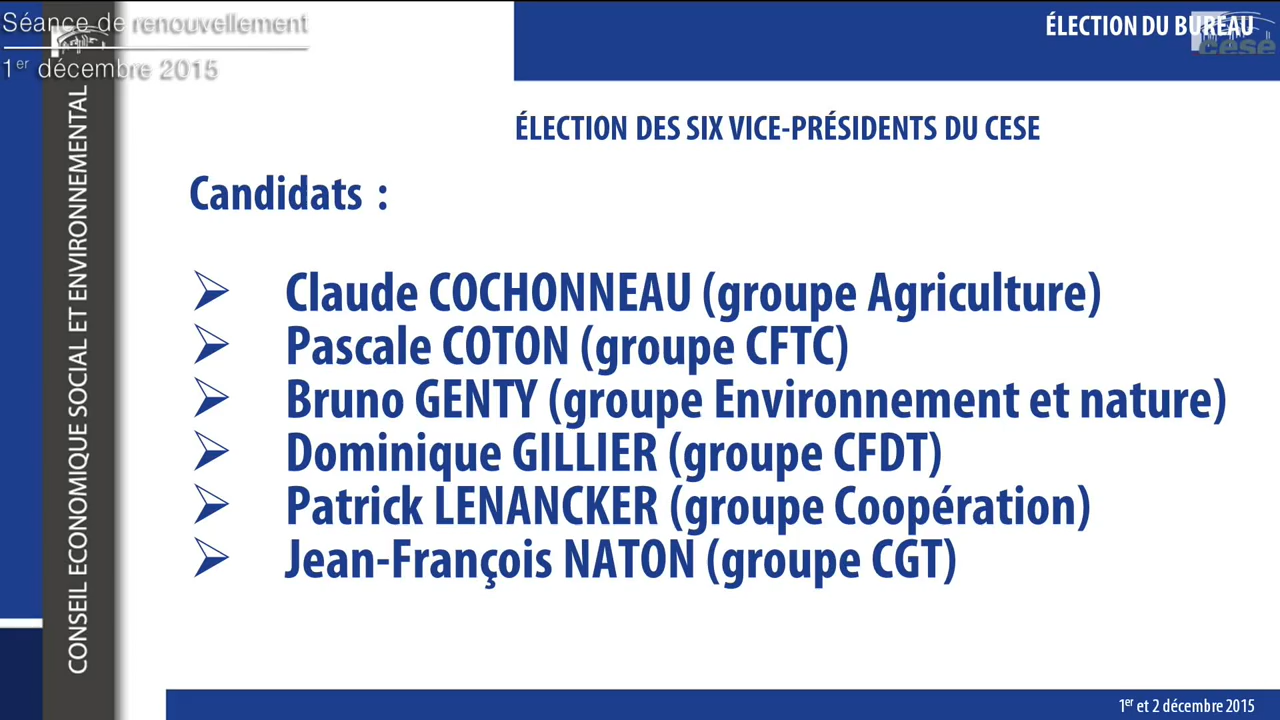 Séance de renouvellement
1er décembre 2015
ÉLECTION DU BUREAU
cese
CONSEIL ECONOMIQUE SOCIAL ET ENVIRONNEMENTAL
ÉLECTION DES SIX VICE-PRÉSIDENTS DU CESE
Candidats :
➢ Claude COCHONNEAU (groupe Agriculture)
➢ Pascale COTON (groupe CFTC)
➢ Bruno GENTY (groupe Environnement et nature)
➢ Dominique GILLIER (groupe CFDT)
➢ Patrick LENANCKER (groupe Coopération)
➢ Jean-François NATON (groupe CGT)
1er et 2 décembre 2015